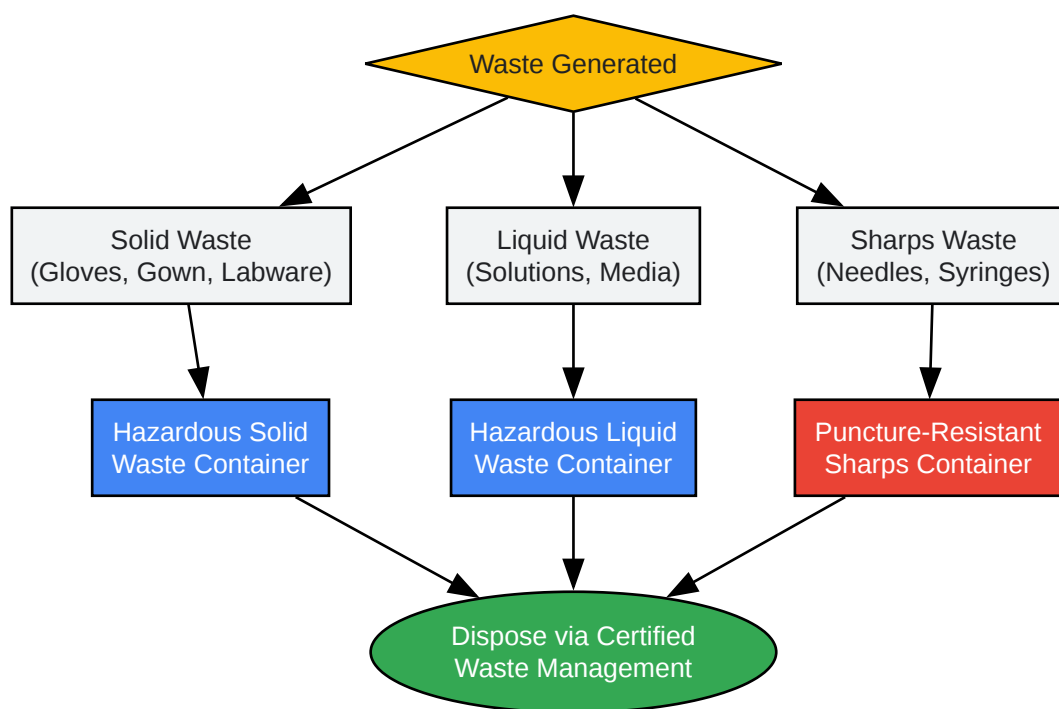 Waste Generated
Solid Waste
(Gloves, Gown, Labware)
Liquid Waste
(Solutions, Media)
Sharps Waste
(Needles, Syringes)
Hazardous Solid
Waste Container
Hazardous Liquid
Waste Container
Puncture-Resistant
Sharps Container
Dispose via Certified
Waste Management